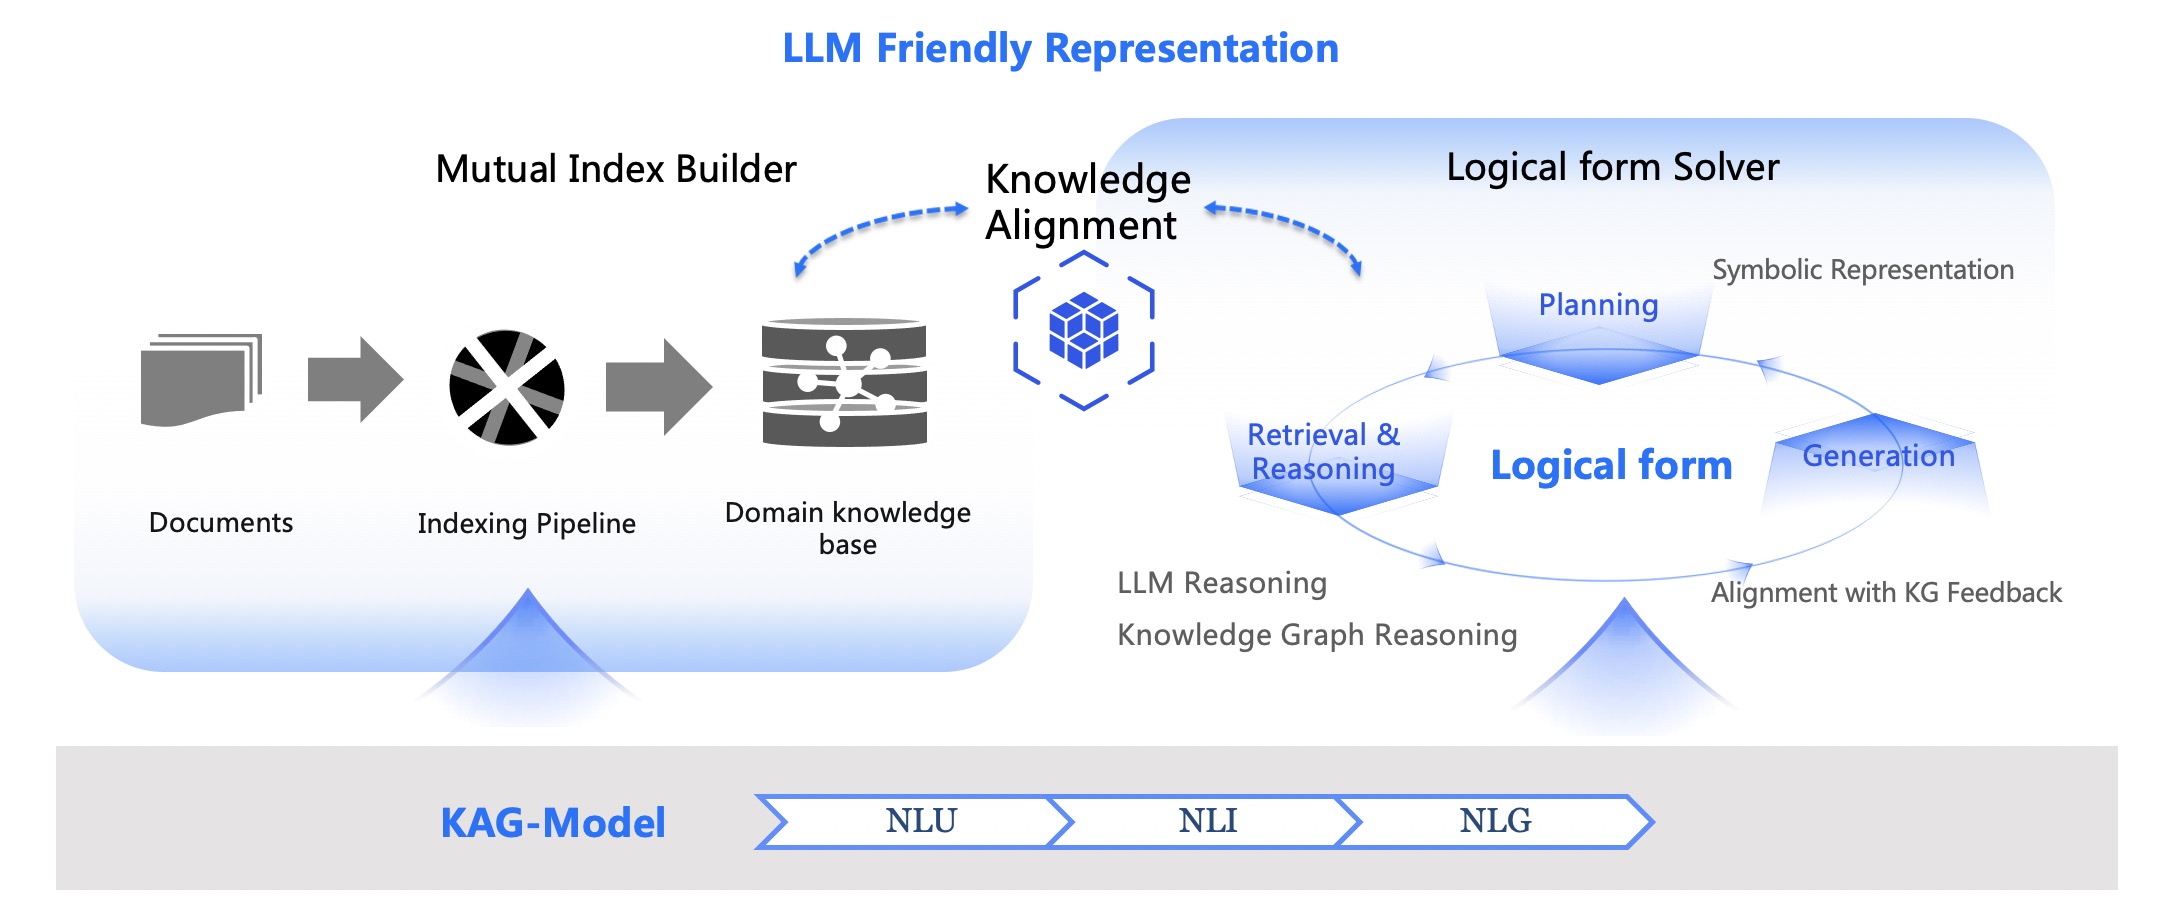 LLM Friendly Representation
Mutual Index Builder
Knowledge
Alignment
Logical form Solver
Symbolic Representation
Planning
Retrieval &
Reasoning
Logical form
Generation
Documents
Indexing Pipeline
Domain knowledge
base
LLM Reasoning
Knowledge Graph Reasoning
Alignment with KG Feedback
KAG-Model
NLU
NLI
NLG